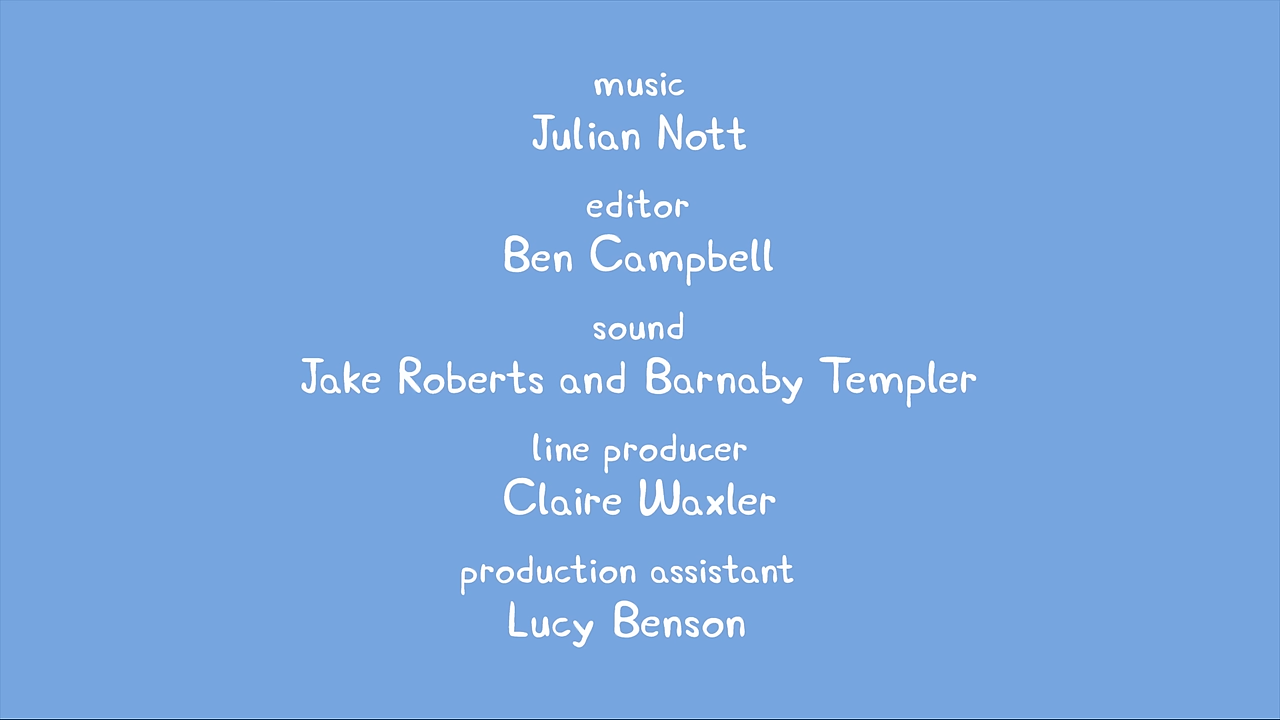 music
Julian Nott
editor
Ben Campbell
sound
Jake Roberts and Barnaby Templer
line producer
Claire Waxler
production assistant
Lucy Benson